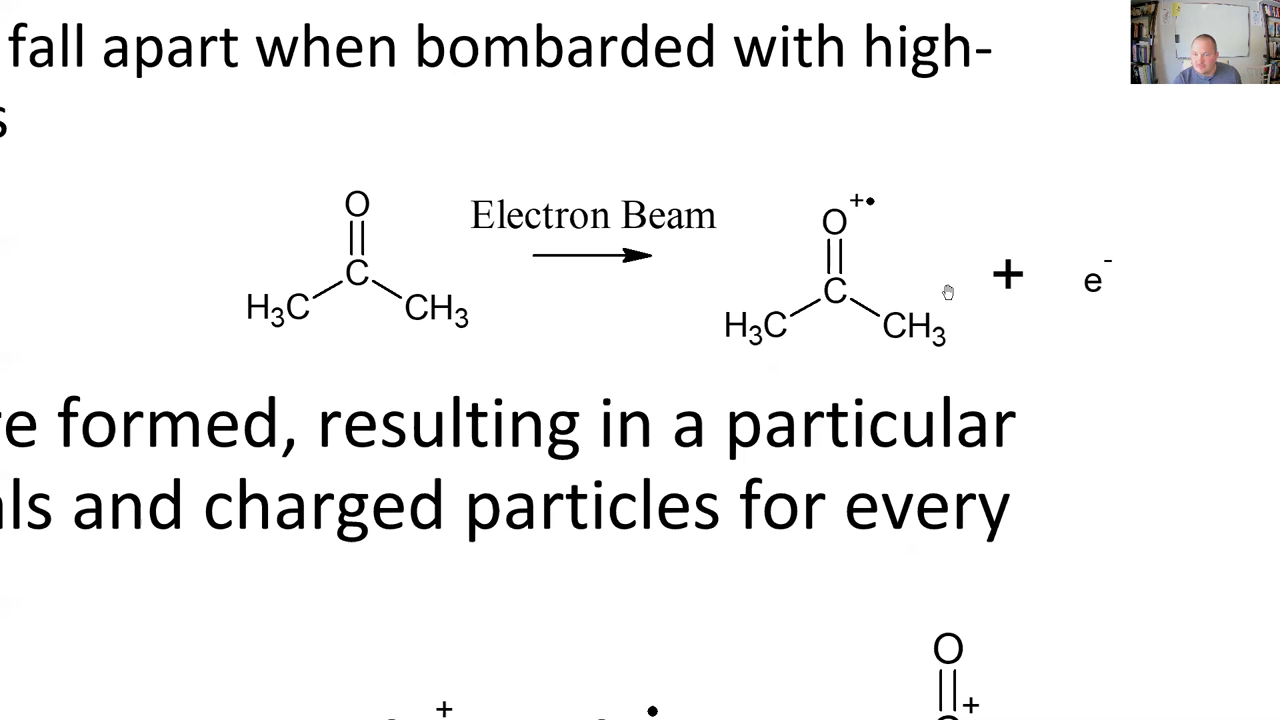 fall apart when bombarded with high-
s
O
C
H₃C
CH₃
Electron Beam
O
+•
C
H₃C
CH₃
+
e⁻
re formed, resulting in a particular
ls and charged particles for every
+
•
O
+